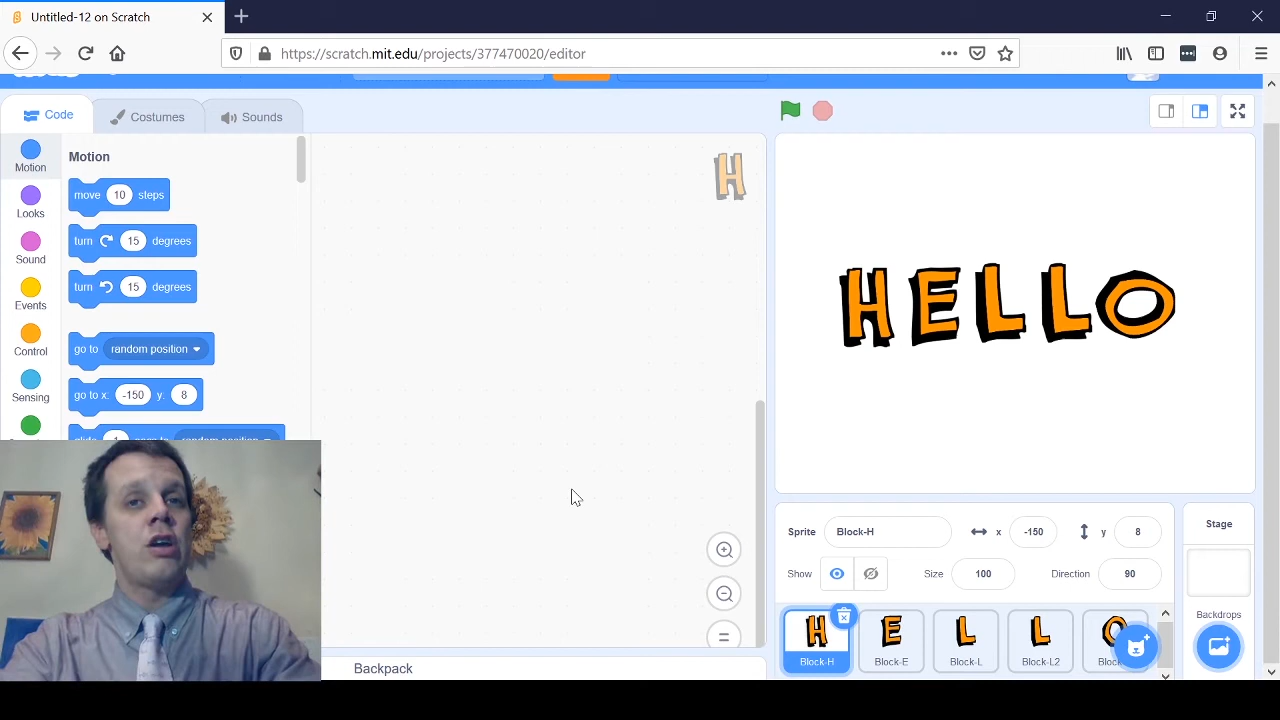 Untitled-12 on Scratch
https://scratch.mit.edu/projects/377470020/editor
Code
Costumes
Sounds
Motion
Looks
Sound
Events
Control
Sensing
Motion
move 10 steps
turn 15 degrees
turn 15 degrees
go to random position
go to x: -150 y: 8
H
HELLO
Sprite Block-H x -150 y 8
Show Size 100 Direction 90
H
Block-H
E
Block-E
L
Block-L
L
Block-L2
O
Stage
Backdrops
Backpack